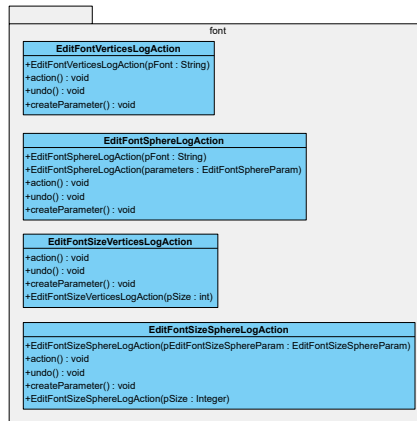 font
EditFontVerticesLogAction
+EditFontVerticesLogAction(pFont : String)
+action() : void
+undo() : void
+createParameter() : void
EditFontSphereLogAction
+EditFontSphereLogAction(pFont : String)
+EditFontSphereLogAction(parameters : EditFontSphereParam)
+action() : void
+undo() : void
+createParameter() : void
EditFontSizeVerticesLogAction
+action() : void
+undo() : void
+createParameter() : void
+EditFontSizeVerticesLogAction(pSize : int)
EditFontSizeSphereLogAction
+EditFontSizeSphereLogAction(pEditFontSizeSphereParam : EditFontSizeSphereParam)
+action() : void
+undo() : void
+createParameter() : void
+EditFontSizeSphereLogAction(pSize : Integer)